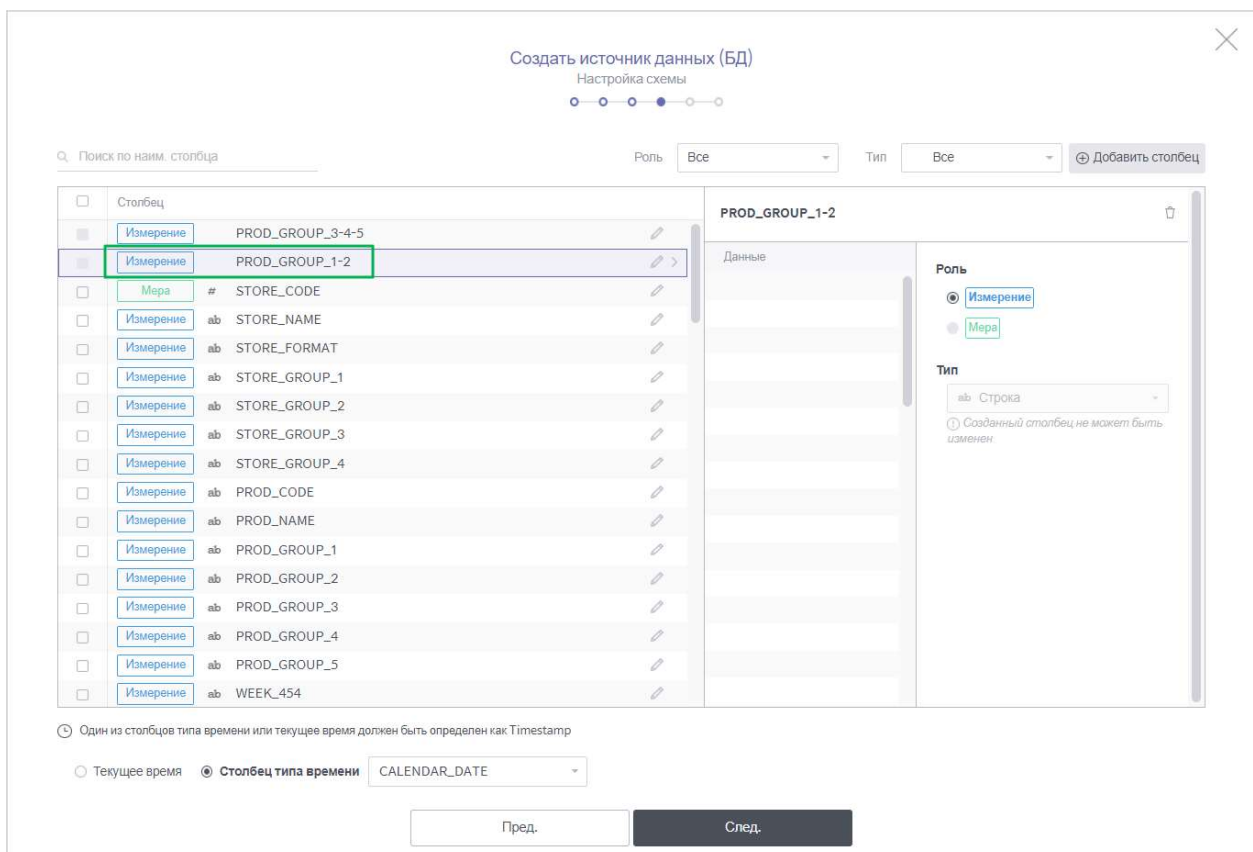 Создать источник данных (БД)
Настройка схемы
Поиск по наим. столбца Роль Все Тип Все Добавить столбец
Столбец
Измерение PROD_GROUP_3-4-5
Измерение PROD_GROUP_1-2
Мера # STORE_CODE
Измерение ab STORE_NAME
Измерение ab STORE_FORMAT
Измерение ab STORE_GROUP_1
Измерение ab STORE_GROUP_2
Измерение ab STORE_GROUP_3
Измерение ab STORE_GROUP_4
Измерение ab PROD_CODE
Измерение ab PROD_NAME
Измерение ab PROD_GROUP_1
Измерение ab PROD_GROUP_2
Измерение ab PROD_GROUP_3
Измерение ab PROD_GROUP_4
Измерение ab PROD_GROUP_5
Измерение ab WEEK_454
PROD_GROUP_1-2
Данные
Роль
Измерение
Мера
Тип
ab Строка
Созданный столбец не может быть
изменен
Один из столбцов типа времени или текущее время должен быть определен как Timestamp
Текущее время Столбец типа времени CALENDAR_DATE
Пред. След.